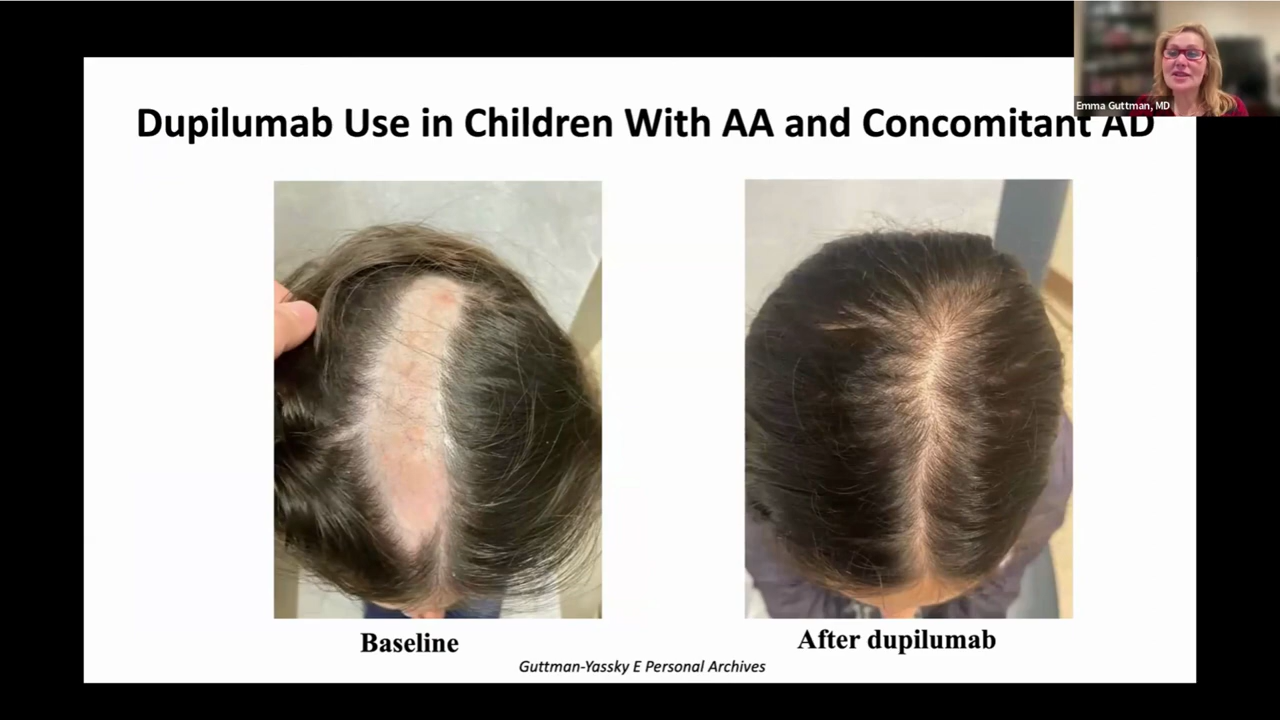 Emma Guttman, MD
Dupilumab Use in Children With AA and Concomitant AD
Baseline
After dupilumab
Guttman-Yassky E Personal Archives